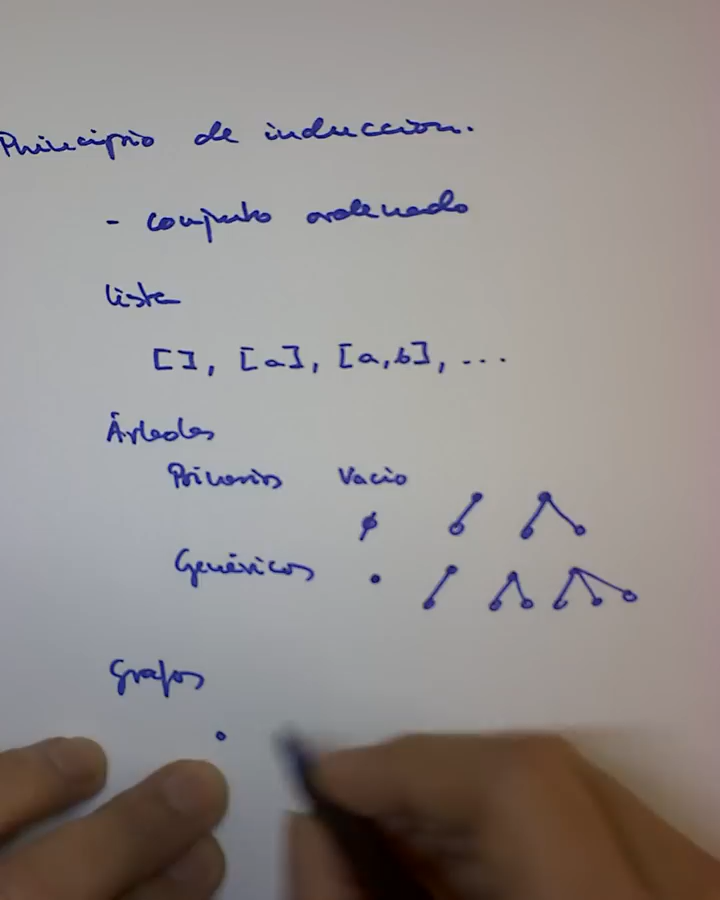 Principio de inducción.
- conjunto ordenado
Lista
[], [a], [a,b], ...
Árboles
Binarios Vacío
∅
Genéricos
Grafos